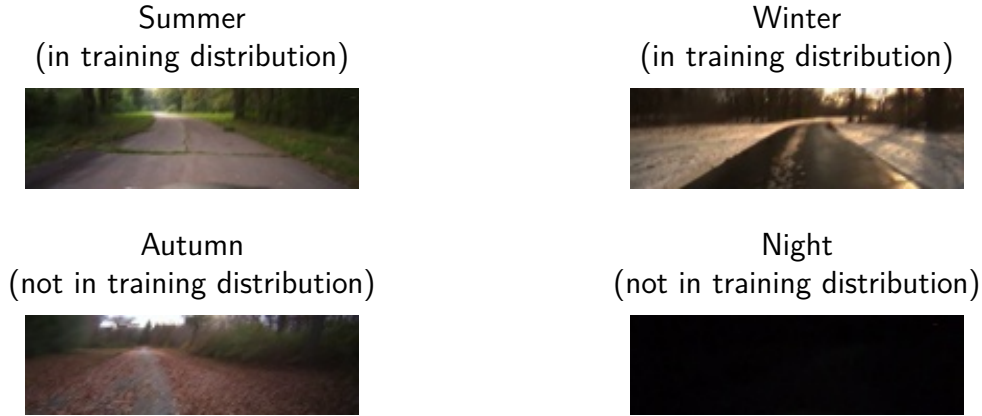 Summer
(in training distribution)
Winter
(in training distribution)
Autumn
(not in training distribution)
Night
(not in training distribution)